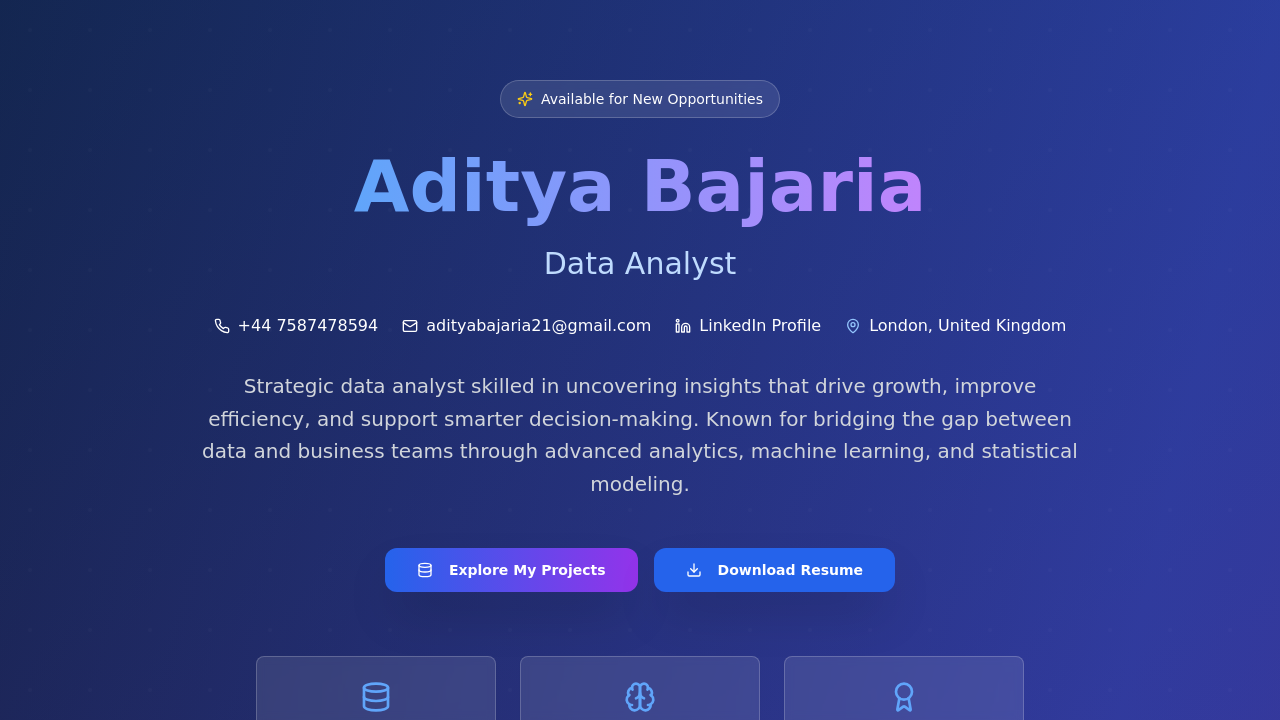 Available for New Opportunities
Aditya Bajaria
Data Analyst
+44 7587478594 adityabajaria21@gmail.com LinkedIn Profile London, United Kingdom
Strategic data analyst skilled in uncovering insights that drive growth, improve
efficiency, and support smarter decision-making. Known for bridging the gap between
data and business teams through advanced analytics, machine learning, and statistical
modeling.
Explore My Projects Download Resume